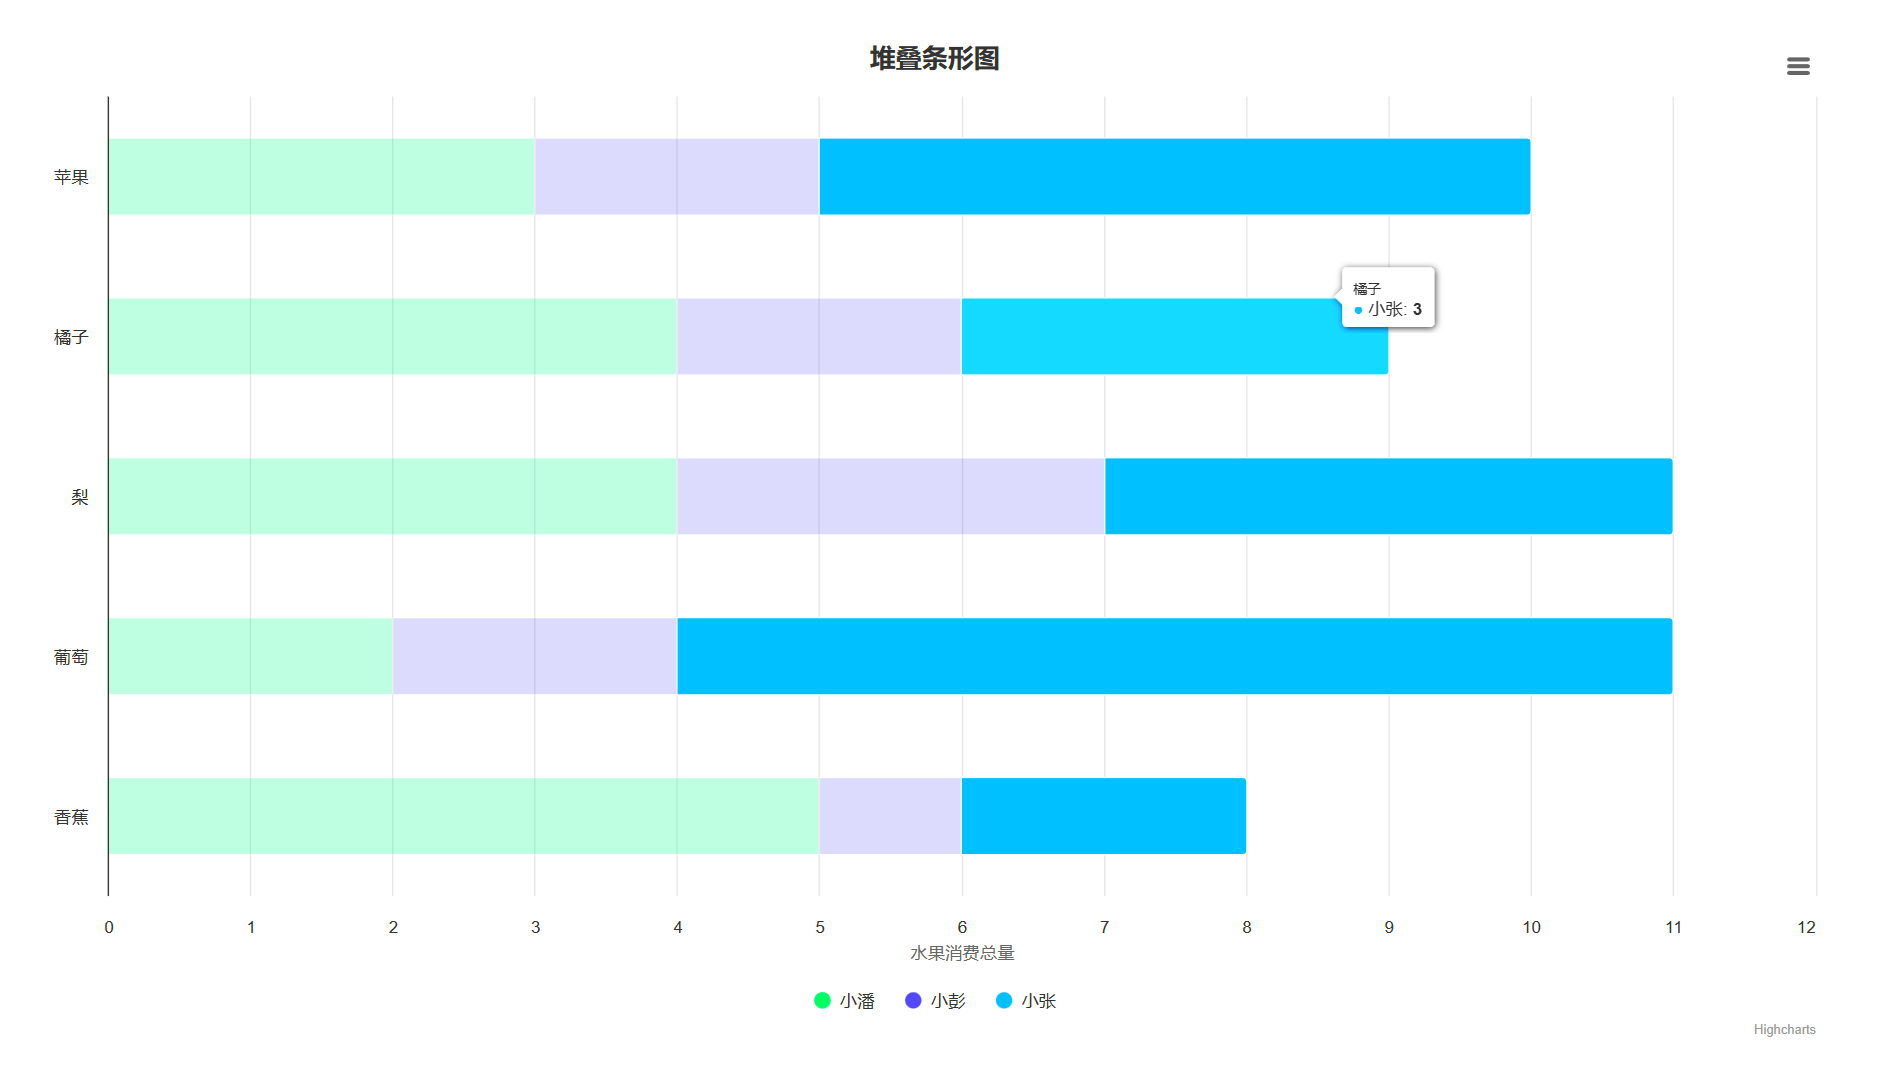 堆叠条形图
苹果
橘子
梨
葡萄
香蕉
橘子
● 小张: 3
0 1 2 3 4 5 6 7 8 9 10 11 12
水果消费总量
小潘 小彭 小张
Highcharts